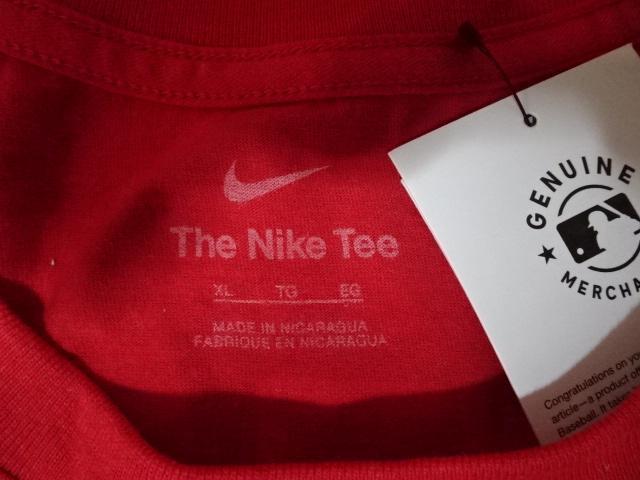 The Nike Tee
XL TG EG
MADE IN NICARAGUA
FABRIQUE EN NICARAGUA
GENUINE
MERCHA
Congratulations on yo
article—a product of
Baseball. It take